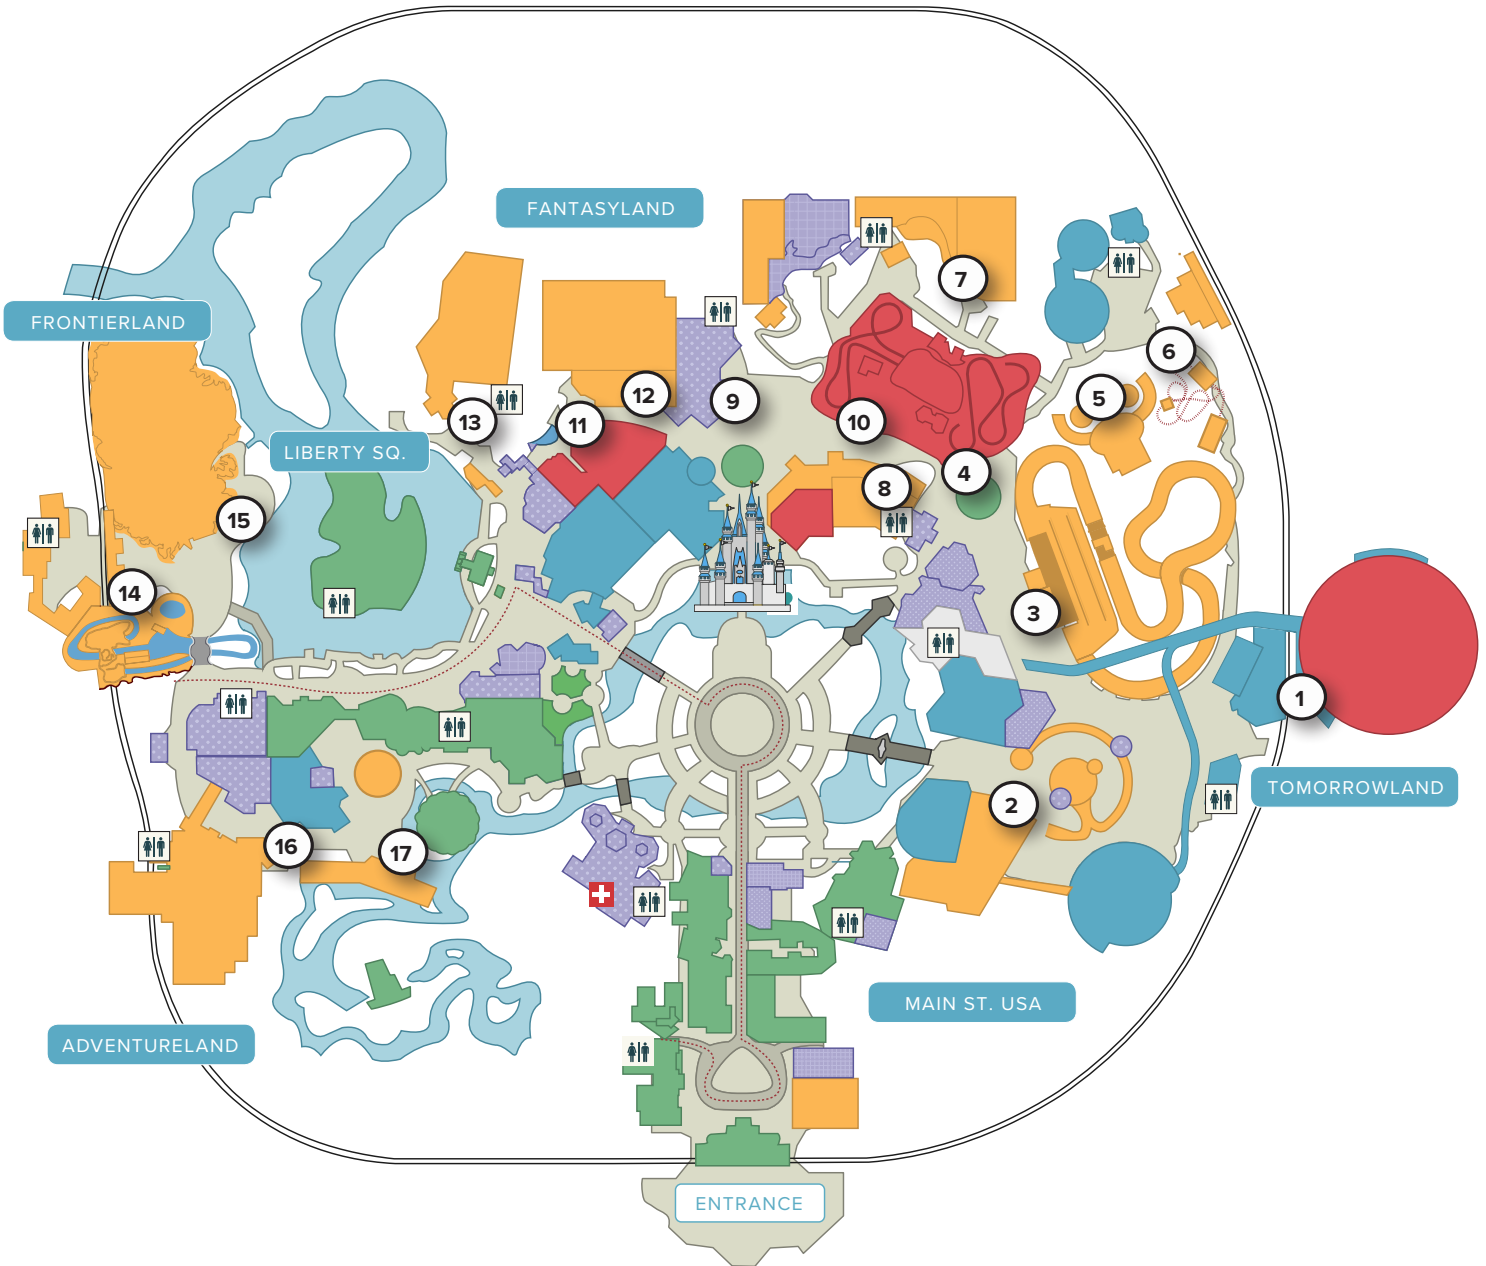 FANTASYLAND
7
FRONTIERLAND
6
12
9
5
13
11
10
LIBERTY SQ.
4
8
15
14
3
1
TOMORROWLAND
2
16
17
MAIN ST. USA
ADVENTURELAND
ENTRANCE